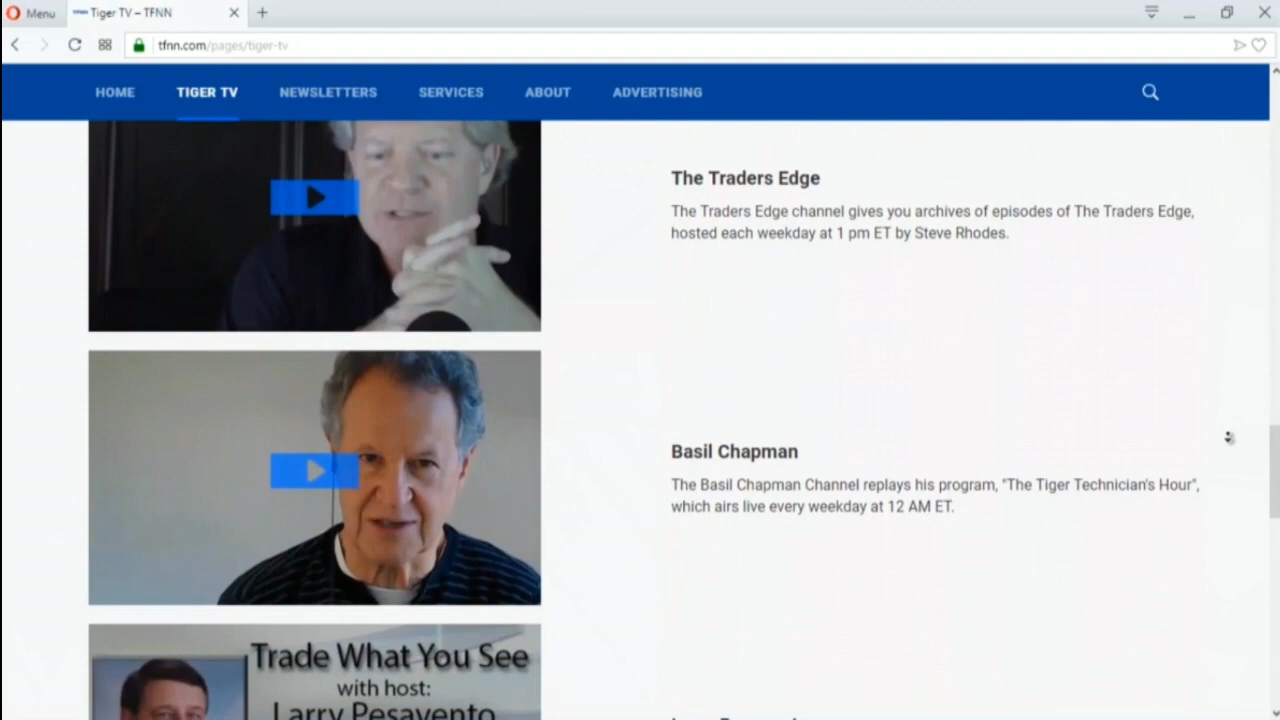 Menu
Tiger TV – TFNN
tfnn.com/pages/tiger-tv
HOME
TIGER TV
NEWSLETTERS
SERVICES
ABOUT
ADVERTISING
The Traders Edge
The Traders Edge channel gives you archives of episodes of The Traders Edge,
hosted each weekday at 1 pm ET by Steve Rhodes.
Basil Chapman
The Basil Chapman Channel replays his program, "The Tiger Technician's Hour",
which airs live every weekday at 12 AM ET.
Trade What You See
with host:
Larry Pesavento